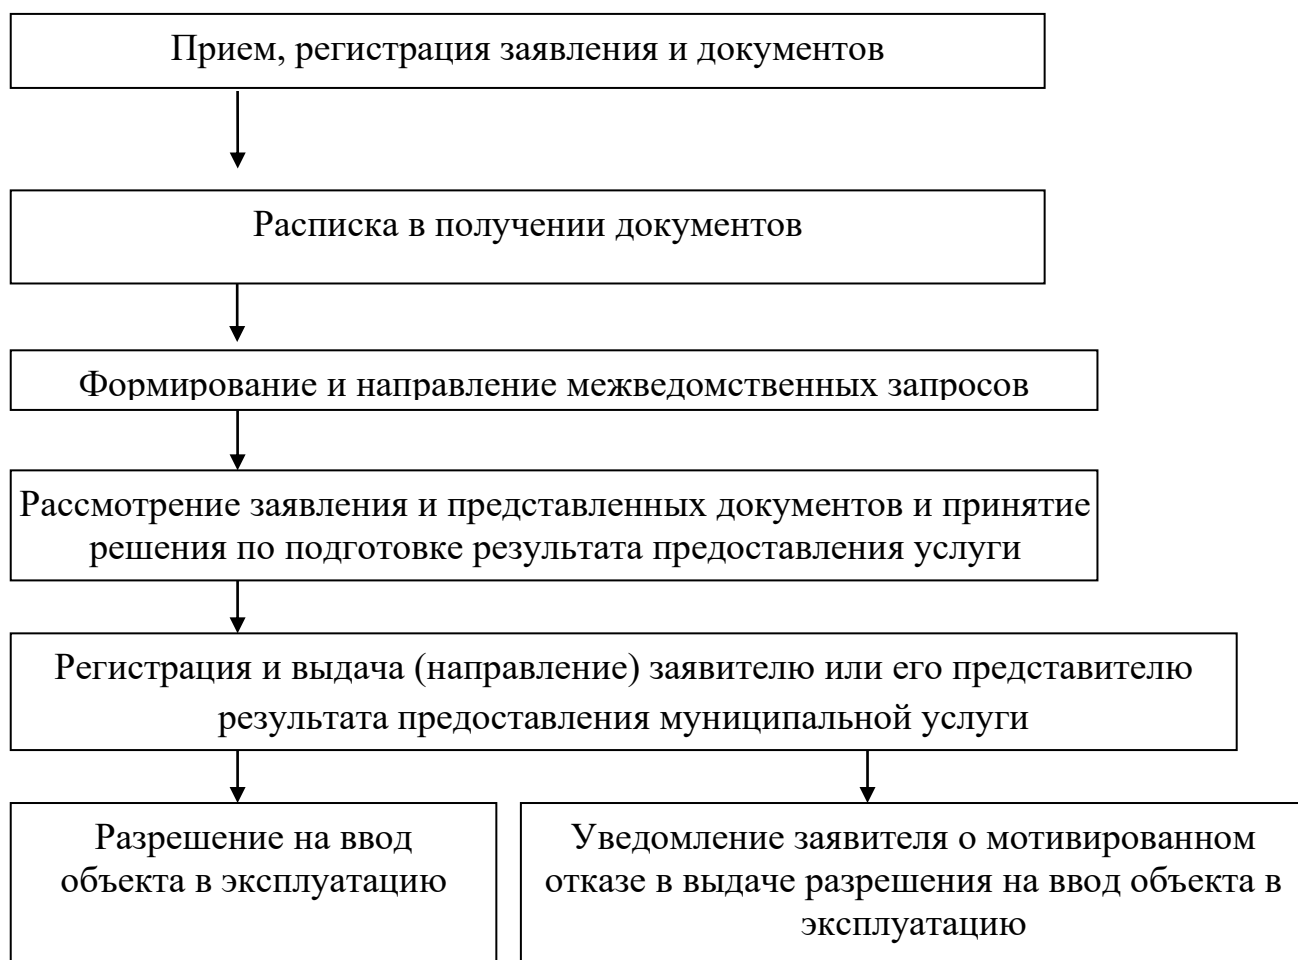 Прием, регистрация заявления и документов
Расписка в получении документов
Формирование и направление межведомственных запросов
Рассмотрение заявления и представленных документов и принятие
решения по подготовке результата предоставления услуги
Регистрация и выдача (направление) заявителю или его представителю
результата предоставления муниципальной услуги
Разрешение на ввод
объекта в эксплуатацию
Уведомление заявителя о мотивированном
отказе в выдаче разрешения на ввод объекта в
эксплуатацию